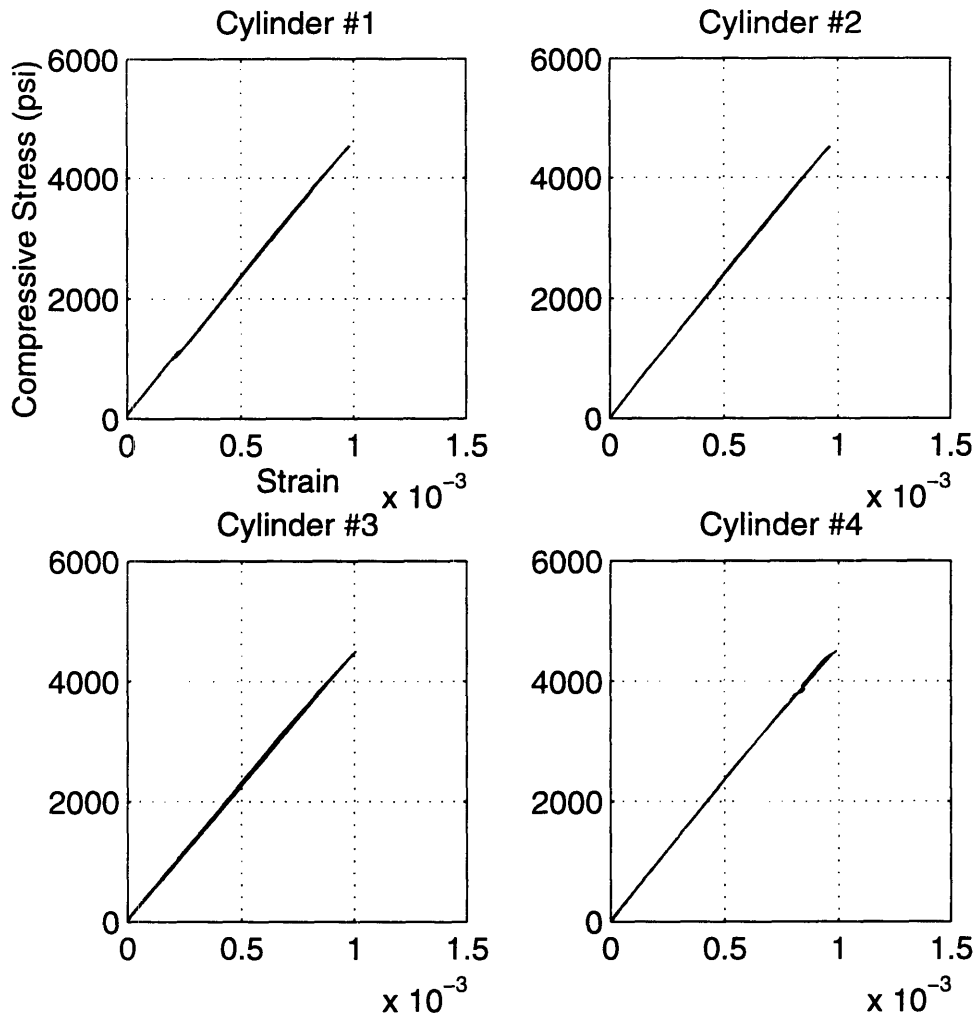 Cylinder #1
Compressive Stress (psi)
6000
4000
2000
0
0 0.5 1 1.5
Strain
x 10⁻³
Cylinder #2
6000
4000
2000
0
0 0.5 1 1.5
x 10⁻³
Cylinder #3
6000
4000
2000
0
0 0.5 1 1.5
x 10⁻³
Cylinder #4
6000
4000
2000
0
0 0.5 1 1.5
x 10⁻³